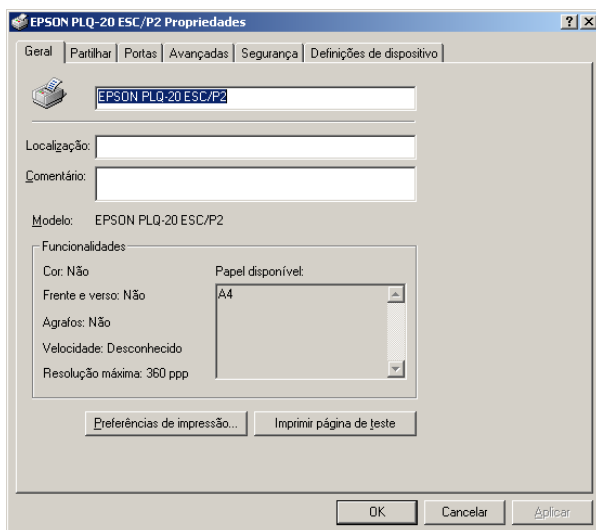 EPSON PLQ-20 ESC/P2 Propriedades
Geral Partilhar Portas Avançadas Segurança Definições de dispositivo
EPSON PLQ-20 ESC/P2
Localização:
Comentário:
Modelo: EPSON PLQ-20 ESC/P2
Funcionalidades
Cor: Não Papel disponível:
Frente e verso: Não A4
Agrafos: Não
Velocidade: Desconhecido
Resolução máxima: 360 ppp
Preferências de impressão... Imprimir página de teste
OK Cancelar Aplicar